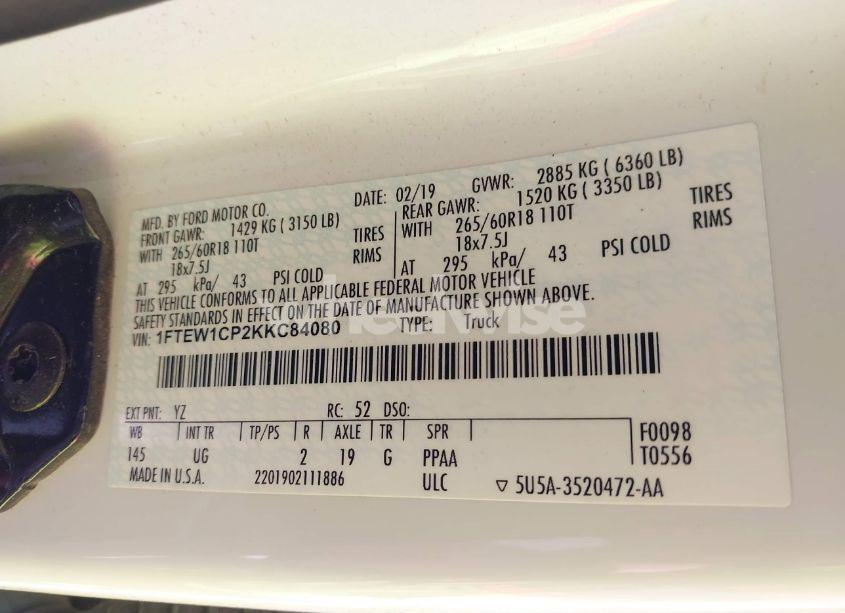 MFD. BY FORD MOTOR CO. DATE: 02/19 GVWR: 2885 KG ( 6360 LB)
FRONT GAWR: 1429 KG ( 3150 LB) REAR GAWR: 1520 KG ( 3350 LB)
WITH 265/60R18 110T TIRES WITH 265/60R18 110T TIRES
18x7.5J RIMS 18x7.5J RIMS
AT 295 kPa/ 43 PSI COLD AT 295 kPa/ 43 PSI COLD
THIS VEHICLE CONFORMS TO ALL APPLICABLE FEDERAL MOTOR VEHICLE
SAFETY STANDARDS IN EFFECT ON THE DATE OF MANUFACTURE SHOWN ABOVE.
VIN: 1FTEW1CP2KKC84080 TYPE: Truck
EXT PNT: YZ RC: 52 DSO:
WB INT TR TP/PS R AXLE TR SPR F0098
145 UG 2 19 G PPAA T0556
MADE IN U.S.A. 2201902111886 ULC ▽ 5U5A-3520472-AA